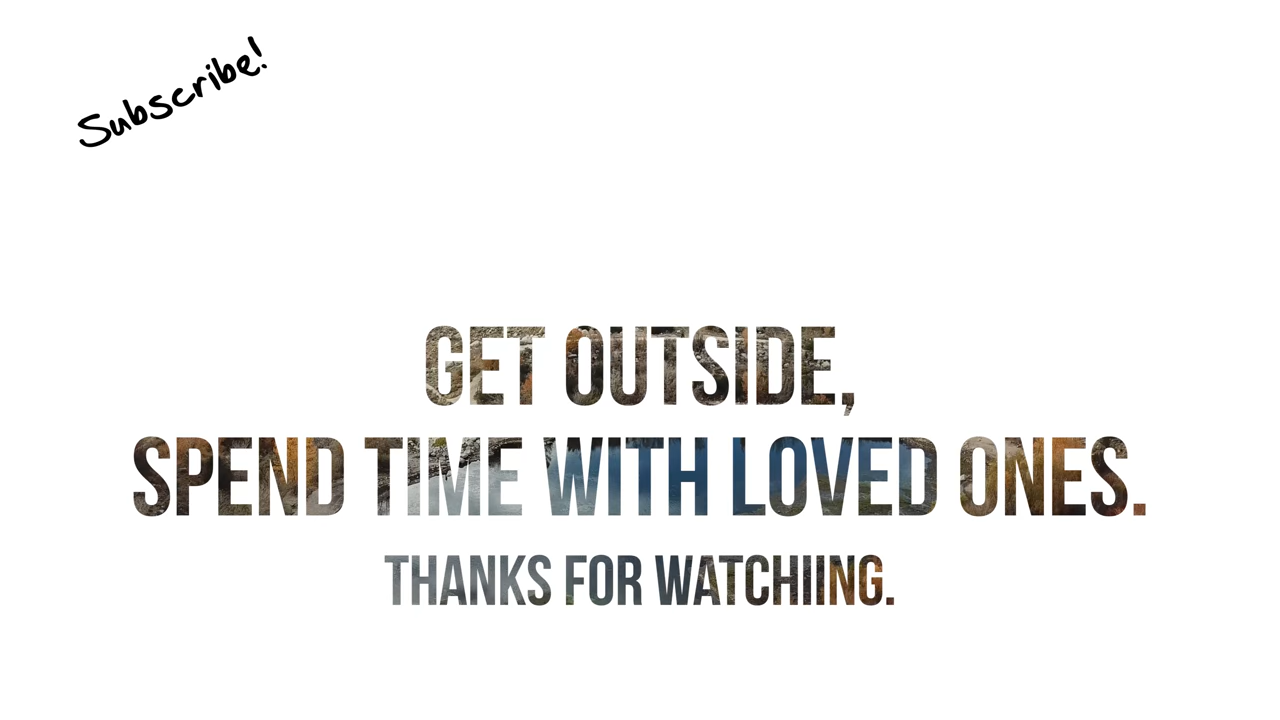 Subscribe!
GET OUTSIDE,
SPEND TIME WITH LOVED ONES.
THANKS FOR WATCHIING.